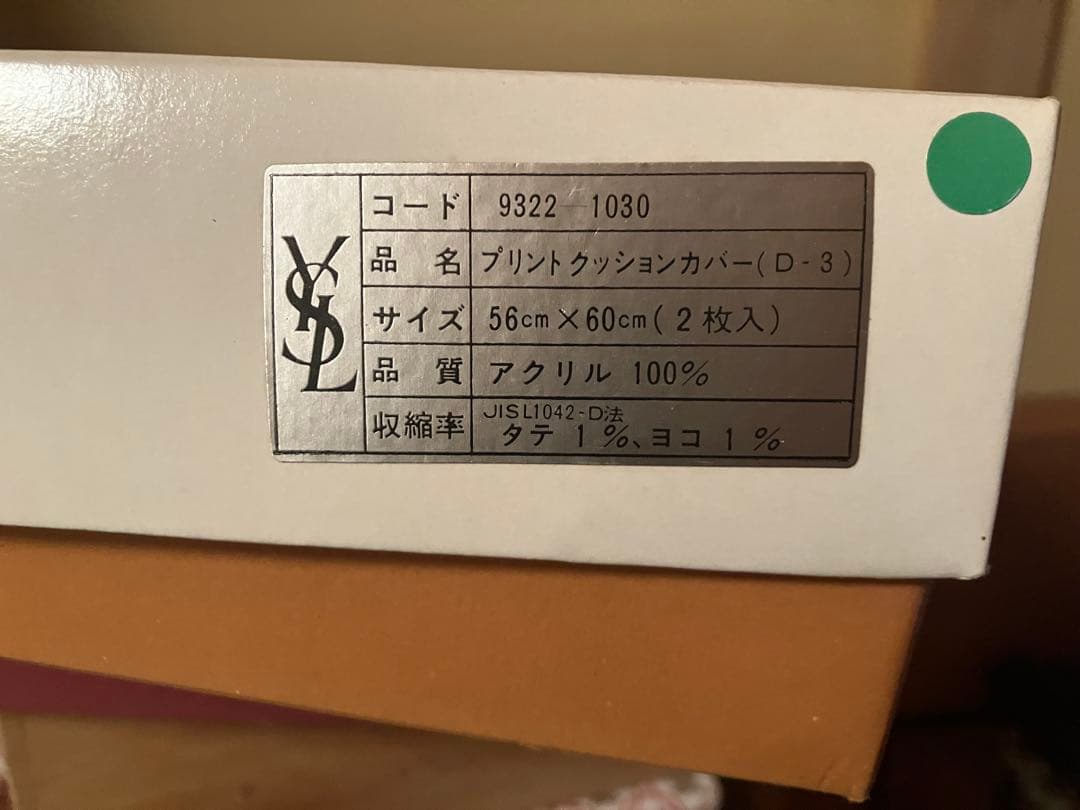 YSL
コード 9322-1030
品名 プリントクッションカバー(D-3)
サイズ 56cm×60cm(2枚入)
品質 アクリル 100%
収縮率 JISL1042-D法
タテ 1%、ヨコ 1%